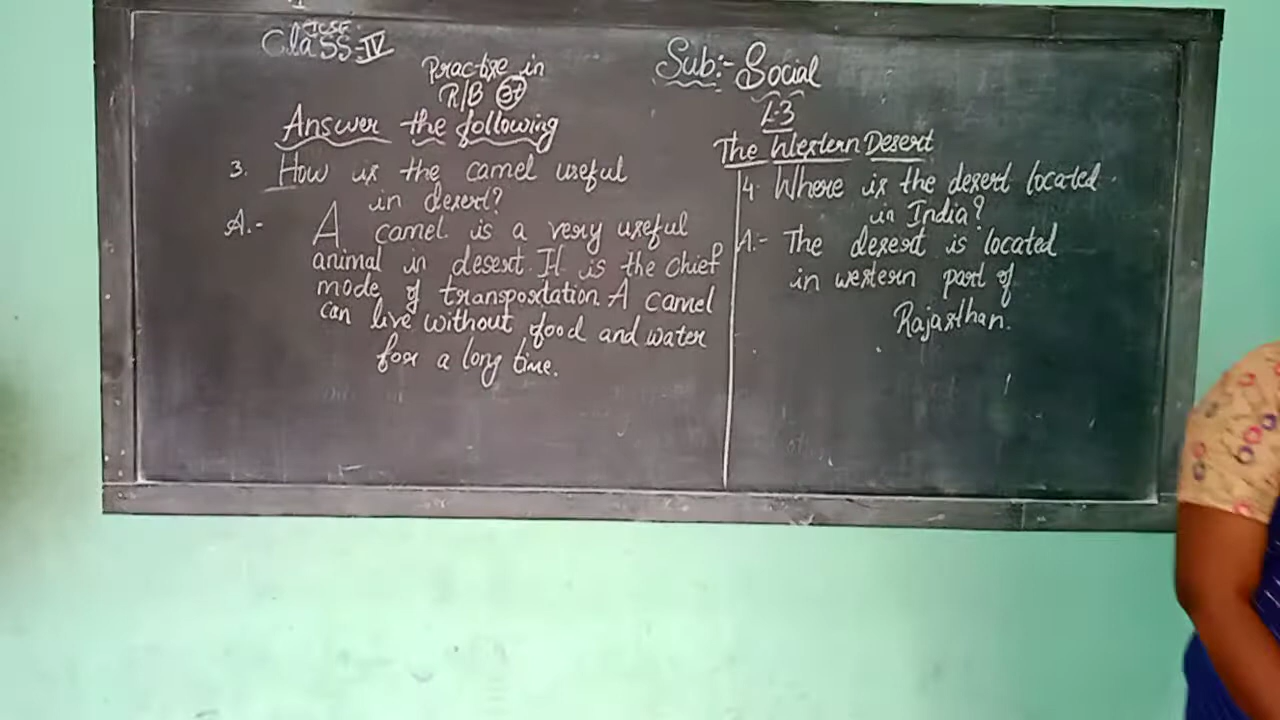 ICSE
Class-IV
Practise in
R/B
Sub:- Social
L-3
The Western Desert
Answer the following
3. How is the camel useful
in desert?
A.- A camel is a very useful
animal in desert. It is the chief
mode of transportation. A camel
can live without food and water
for a long time.
4. Where is the desert located
in India?
A:- The desert is located
in western part of
Rajasthan.